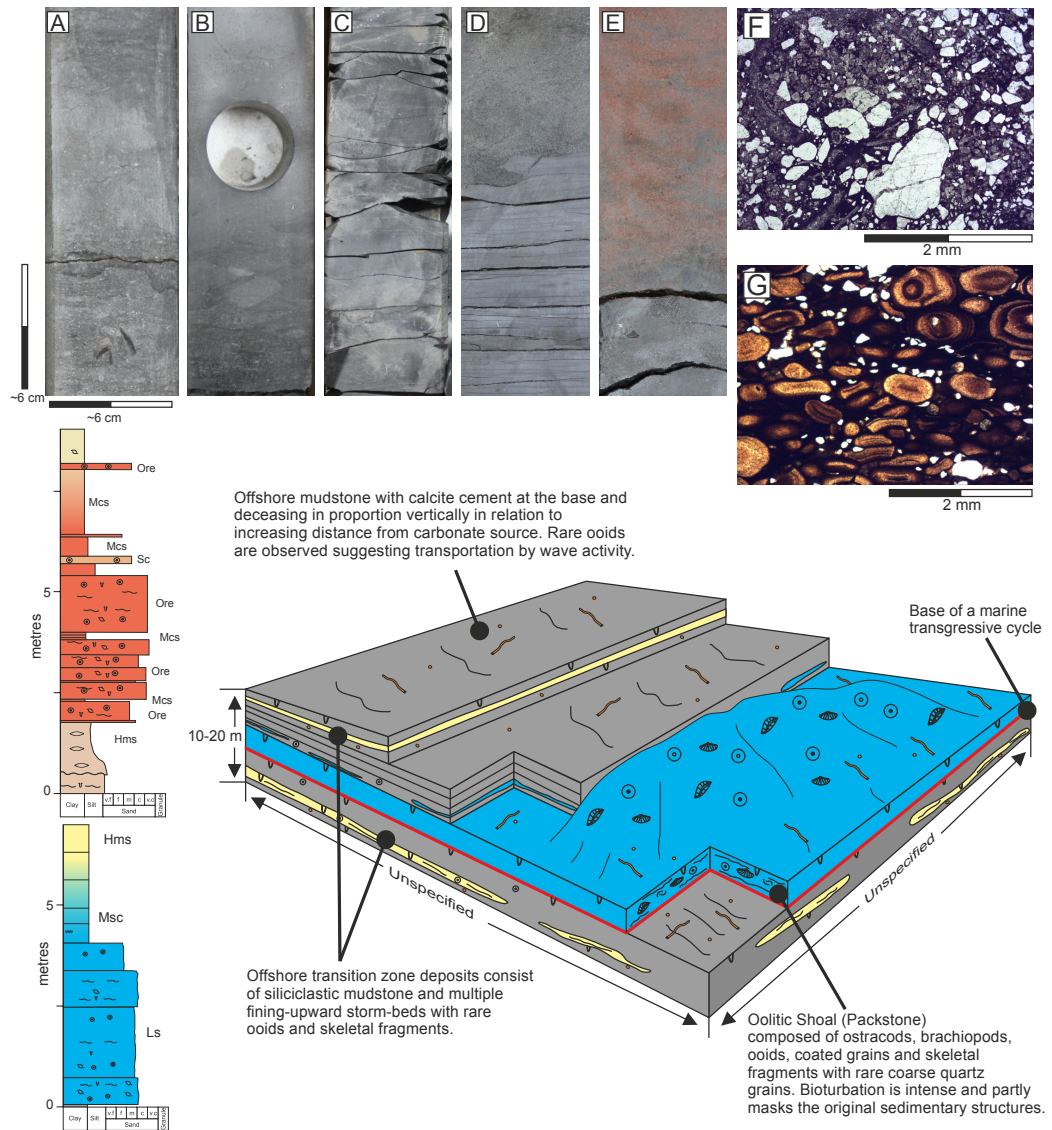 A
B
C
D
E
F
2 mm
G
2 mm
~6 cm
~6 cm
Ore
Mcs
Mcs
Sc
5
Ore
metres
Mcs
Ore
Mcs
Ore
Hms
0
Clay
Silt
v.f
f
m
c
v.c
Granule
Sand
Hms
5
Msc
metres
Ls
0
Clay
Silt
v.f
f
m
c
v.c
Granule
Sand
Offshore mudstone with calcite cement at the base and
deceasing in proportion vertically in relation to
increasing distance from carbonate source. Rare ooids
are observed suggesting transportation by wave activity.
Base of a marine
transgressive cycle
10-20 m
Unspecified
Unspecified
Offshore transition zone deposits consist
of siliciclastic mudstone and multiple
fining-upward storm-beds with rare
ooids and skeletal fragments.
Oolitic Shoal (Packstone)
composed of ostracods, brachiopods,
ooids, coated grains and skeletal
fragments with rare coarse quartz
grains. Bioturbation is intense and partly
masks the original sedimentary structures.